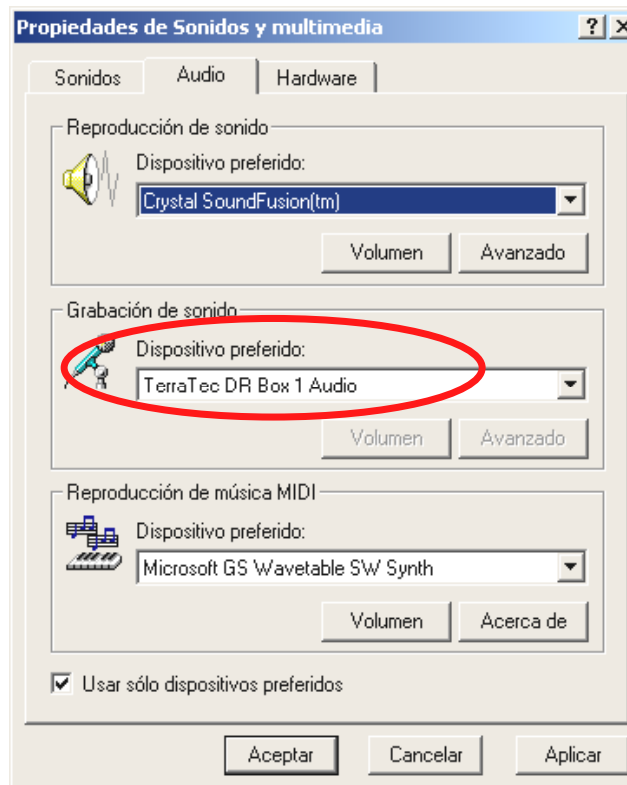 Propiedades de Sonidos y multimedia
Sonidos Audio Hardware
Reproducción de sonido
Dispositivo preferido:
Crystal SoundFusion(tm)
Volumen Avanzado
Grabación de sonido
Dispositivo preferido:
TerraTec DR Box 1 Audio
Volumen Avanzado
Reproducción de música MIDI
Dispositivo preferido:
Microsoft GS Wavetable SW Synth
Volumen Acerca de
Usar sólo dispositivos preferidos
Aceptar Cancelar Aplicar